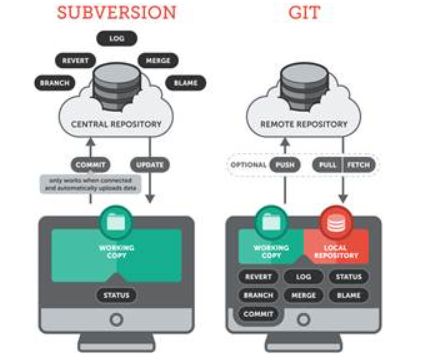 SUBVERSION
LOG
REVERT
MERGE
BRANCH
BLAME
CENTRAL REPOSITORY
COMMIT
UPDATE
only works when connected
and automatically uploads data
WORKING
COPY
STATUS
GIT
REMOTE REPOSITORY
OPTIONAL
PUSH
PULL
FETCH
WORKING
COPY
LOCAL
REPOSITORY
REVERT
LOG
STATUS
BRANCH
MERGE
BLAME
COMMIT